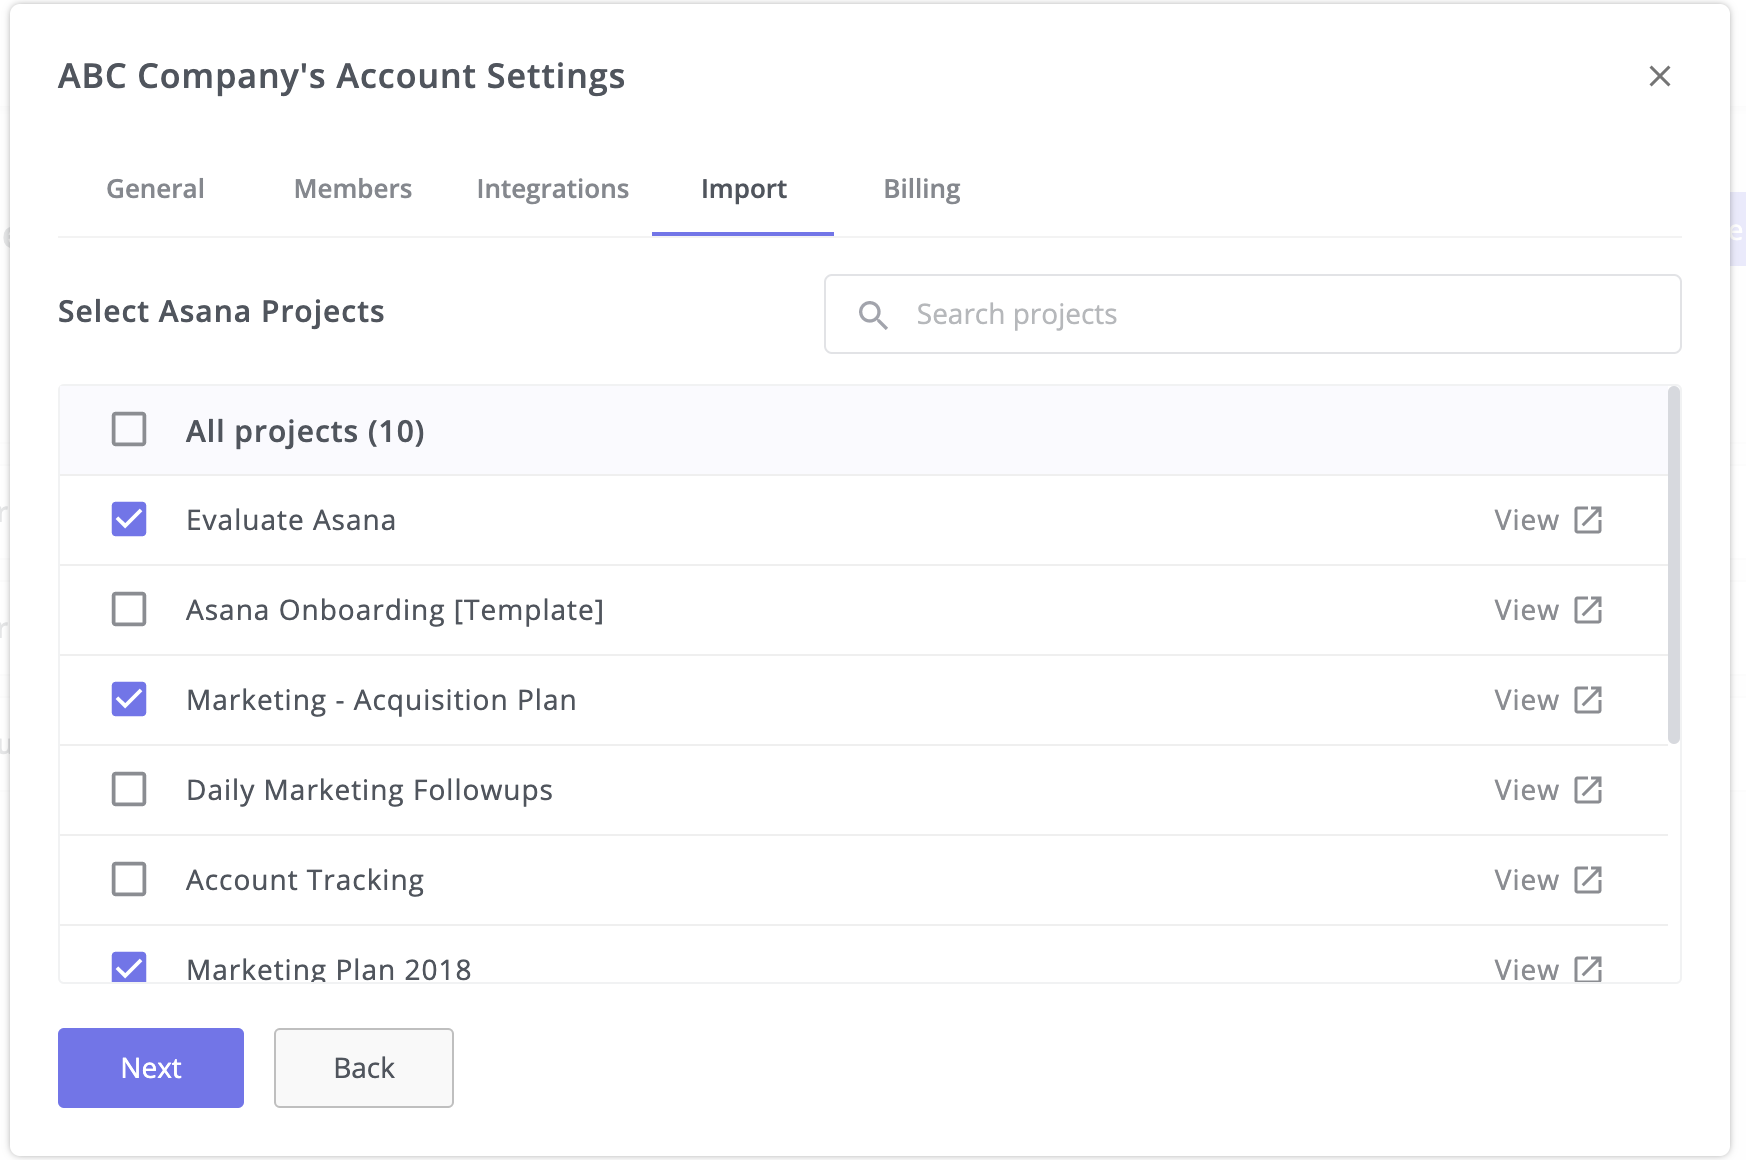 ABC Company's Account Settings
General Members Integrations Import Billing
Select Asana Projects
Search projects
All projects (10)
Evaluate Asana View
Asana Onboarding [Template] View
Marketing - Acquisition Plan View
Daily Marketing Followups View
Account Tracking View
Marketing Plan 2018 View
Next Back